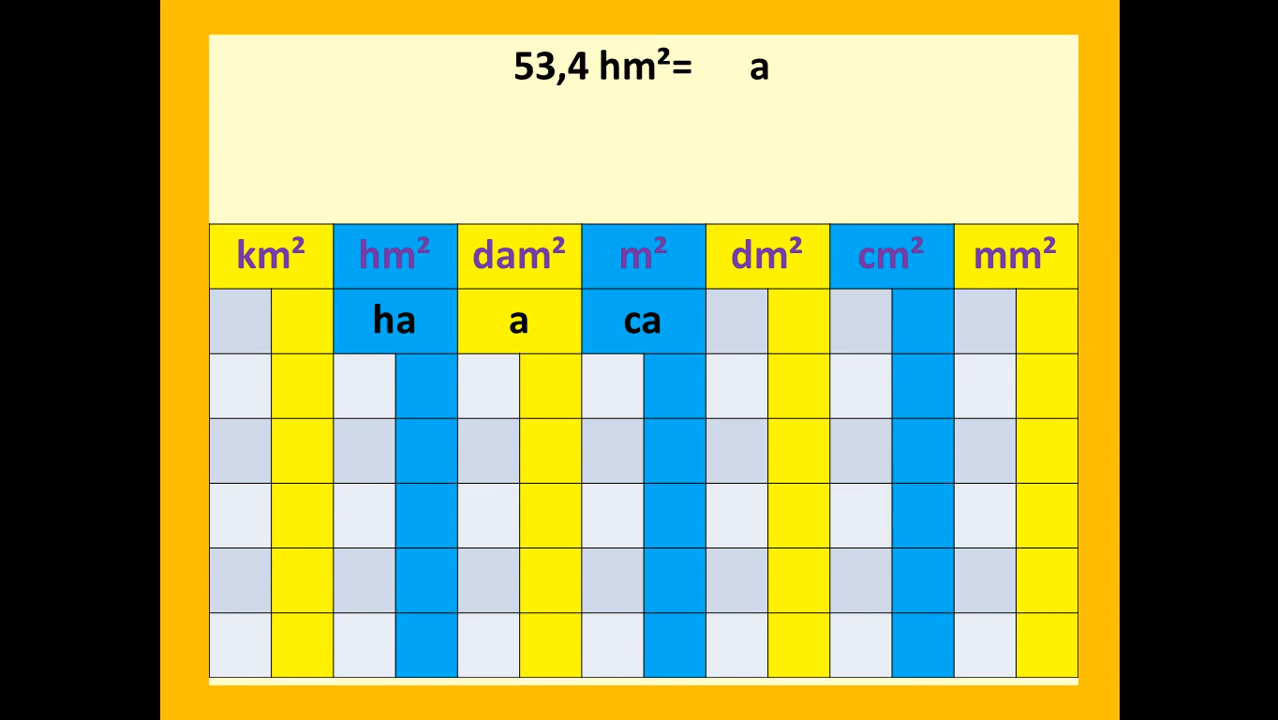 53,4 hm²= a
km² hm² dam² m² dm² cm² mm²
ha a ca